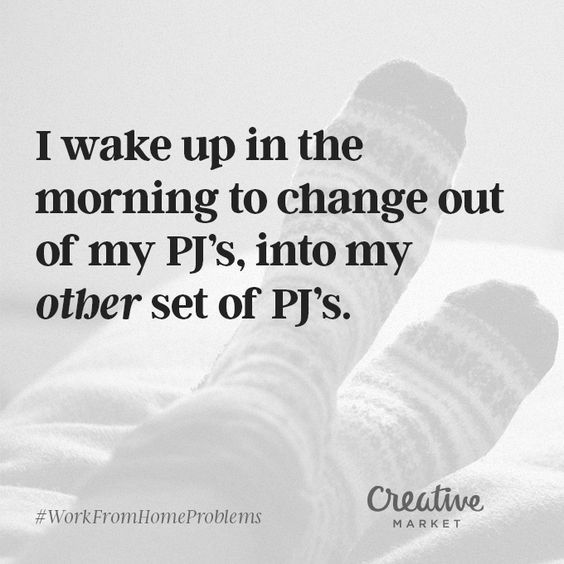 I wake up in the
morning to change out
of my PJ's, into my
other set of PJ's.
#WorkFromHomeProblems
Creative
MARKET